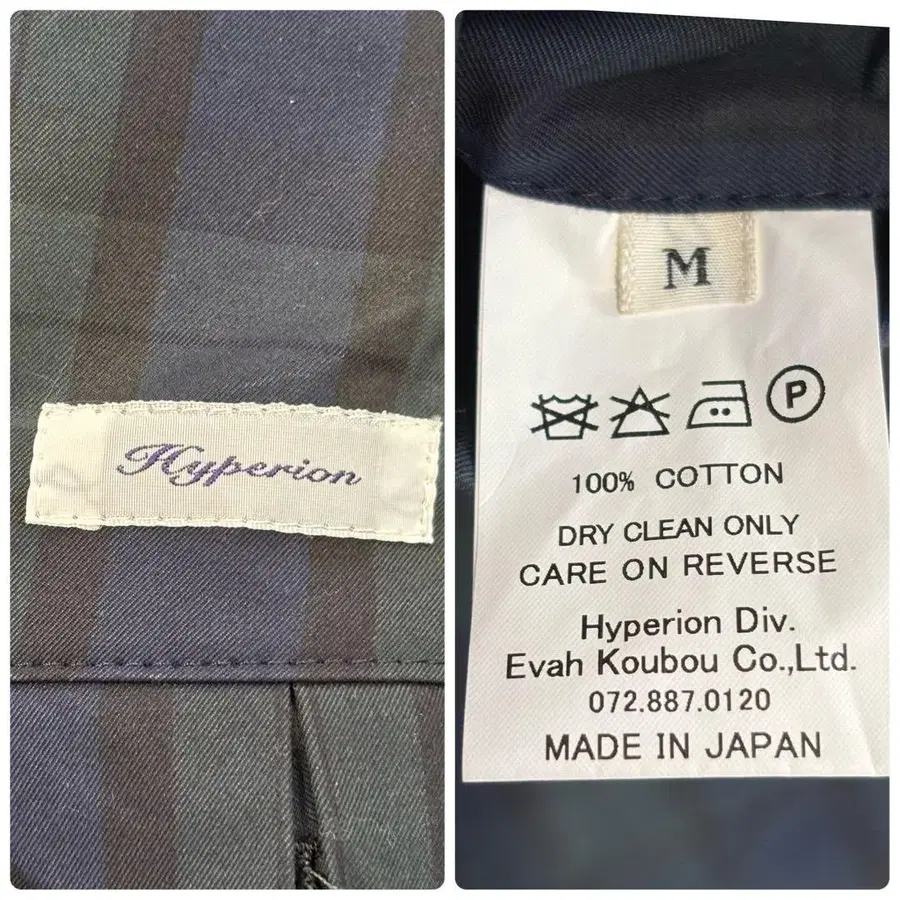 Hyperion
M
P
100% COTTON
DRY CLEAN ONLY
CARE ON REVERSE
Hyperion Div.
Evah Koubou Co.,Ltd.
072.887.0120
MADE IN JAPAN